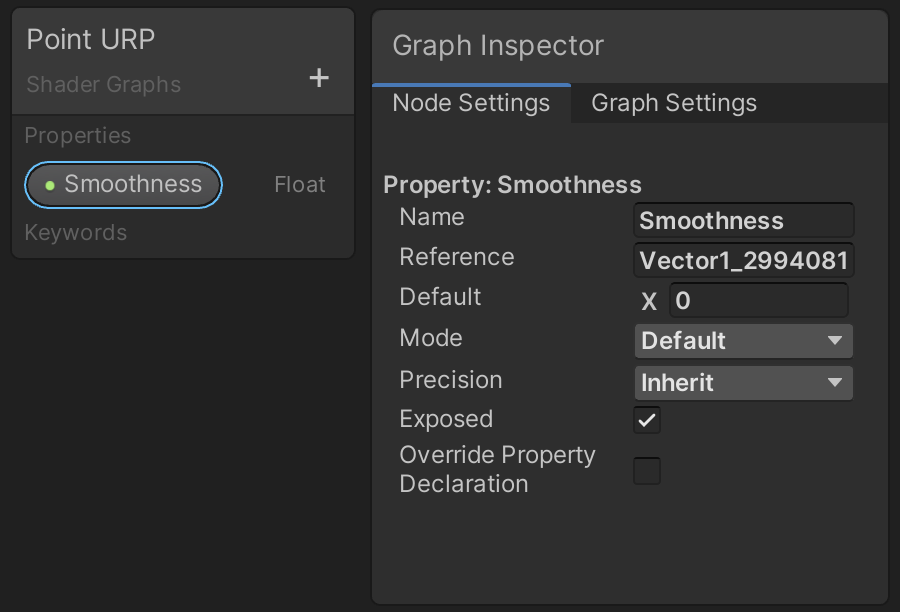 Point URP
Shader Graphs
+
Properties
Smoothness Float
Keywords
Graph Inspector
Node Settings Graph Settings
Property: Smoothness
Name Smoothness
Reference Vector1_2994081
Default X 0
Mode Default
Precision Inherit
Exposed
Override Property
Declaration